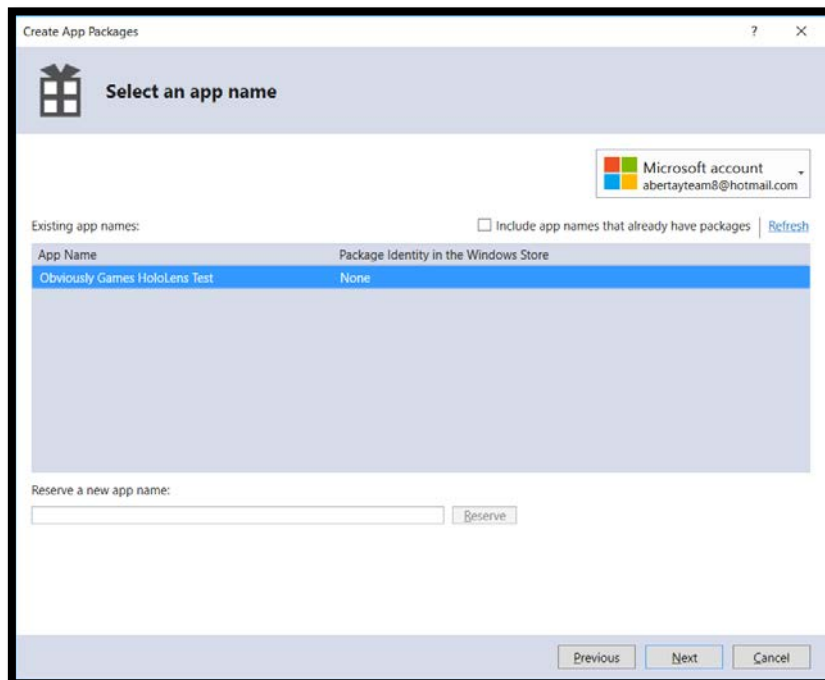 Create App Packages ? ×
Select an app name
Microsoft account
abertayteam8@hotmail.com
Existing app names: Include app names that already have packages Refresh
App Name Package Identity in the Windows Store
Obviously Games HoloLens Test None
Reserve a new app name:
Reserve
Previous Next Cancel